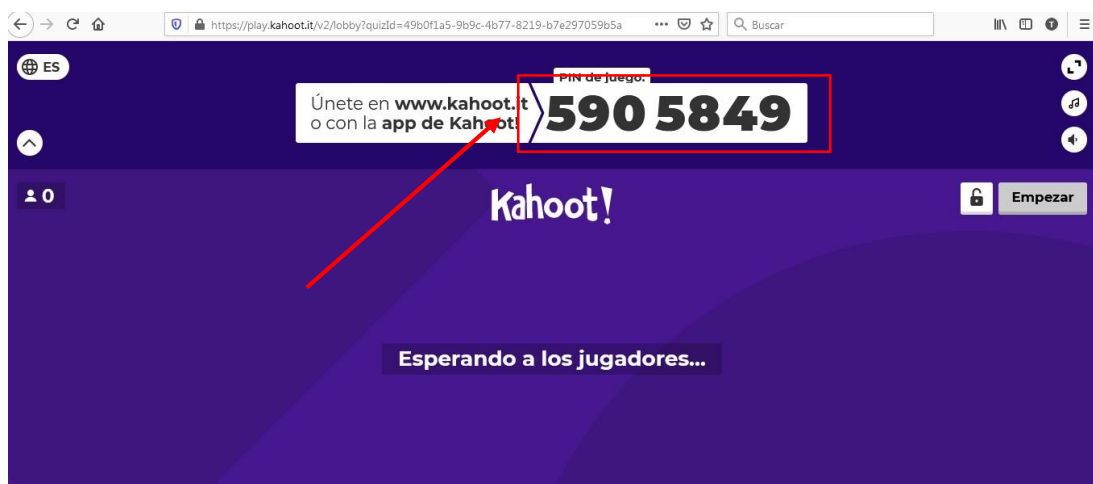 https://play.kahoot.it/v2/lobby?quizId=49b0f1a5-9b9c-4b77-8219-b7e297059b5a
Buscar
ES
PIN de juego:
Únete en www.kahoot.it
o con la app de Kahoot!
590 5849
0
Kahoot!
Empezar
Esperando a los jugadores...